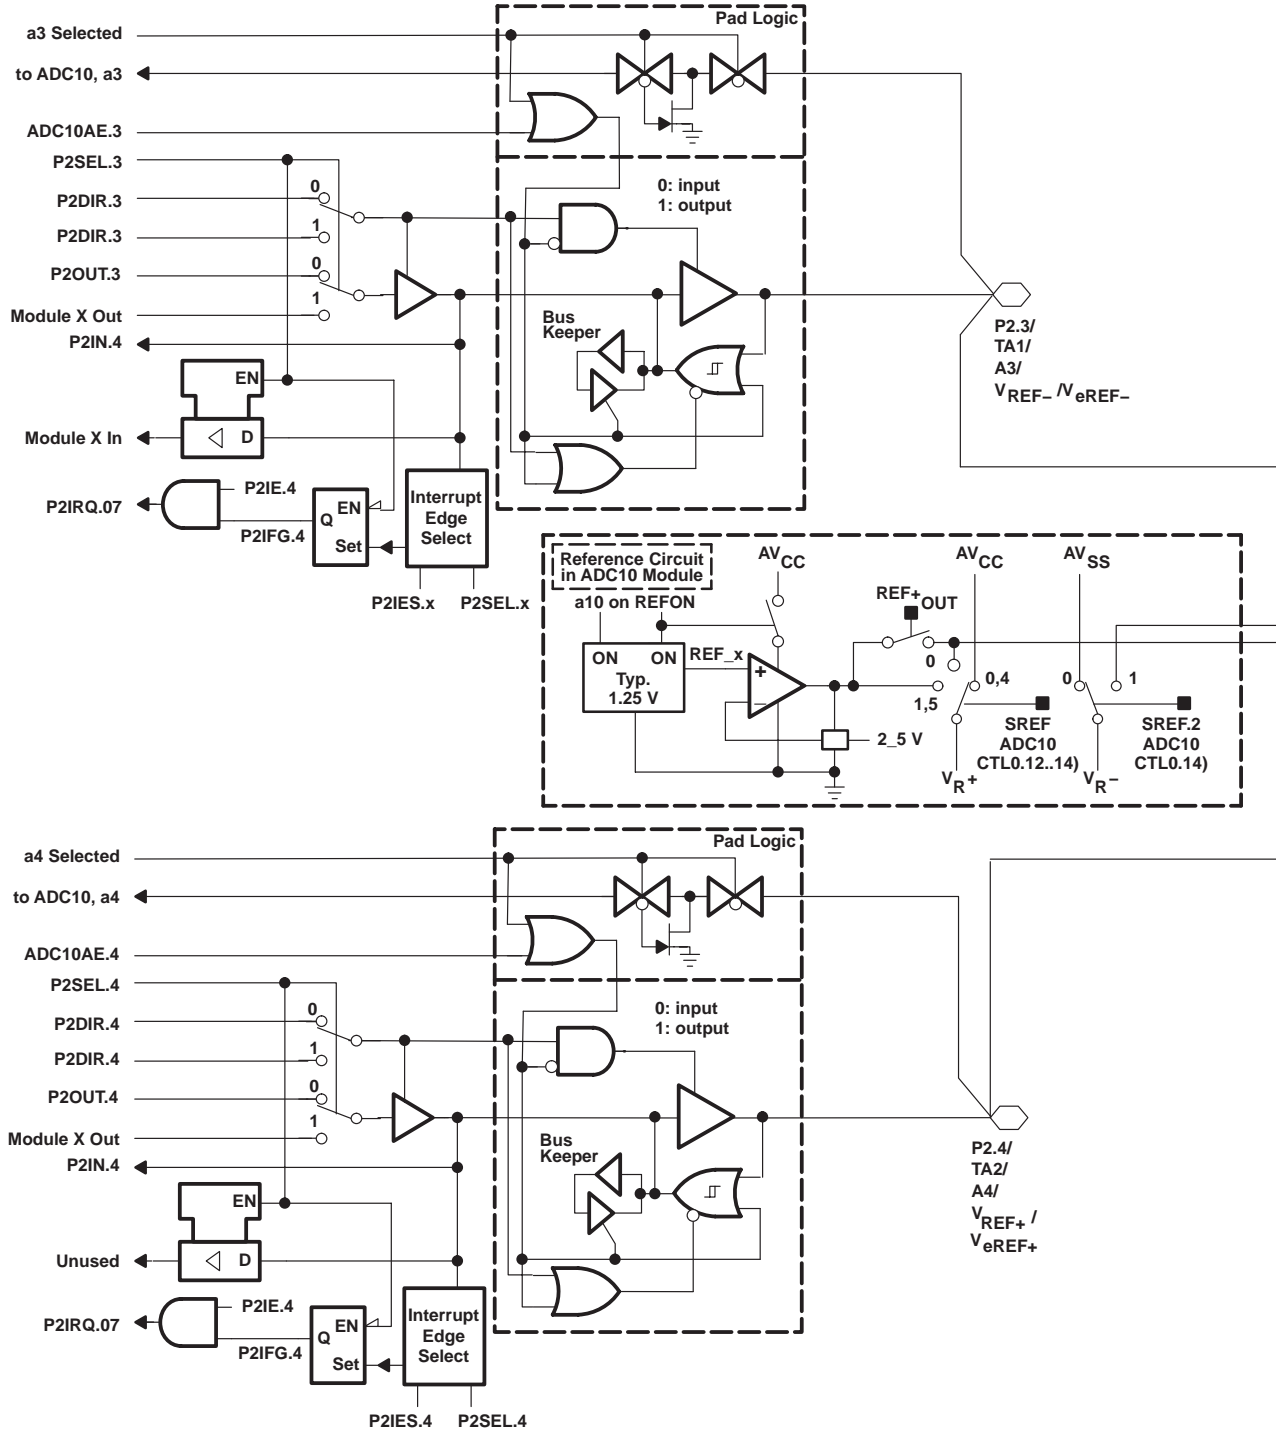 Pad Logic
a3 Selected
to ADC10, a3
ADC10AE.3
P2SEL.3
0
P2DIR.3
1
P2DIR.3
0
P2OUT.3
1
Module X Out
P2IN.4
0: input
1: output
Bus
Keeper
P2.3/
TA1/
A3/
VREF− /VeREF−
EN
D
Module X In
P2IE.4
P2IRQ.07
P2IFG.4
Q
EN
Set
Interrupt
Edge
Select
P2IES.x
P2SEL.x
Reference Circuit
in ADC10 Module
a10 on REFON
ON
ON
Typ.
1.25 V
REF_x
+
−
AVCC
REF+
OUT
AVCC
AVSS
0
1,5
0,4
0
1
2_5 V
SREF
ADC10
CTL0.12..14)
SREF.2
ADC10
CTL0.14)
VR+
VR−
Pad Logic
a4 Selected
to ADC10, a4
ADC10AE.4
P2SEL.4
0
P2DIR.4
1
P2DIR.4
0
P2OUT.4
1
Module X Out
P2IN.4
0: input
1: output
Bus
Keeper
P2.4/
TA2/
A4/
VREF+ /
VeREF+
EN
D
Unused
P2IE.4
P2IRQ.07
P2IFG.4
Q
EN
Set
Interrupt
Edge
Select
P2IES.4
P2SEL.4